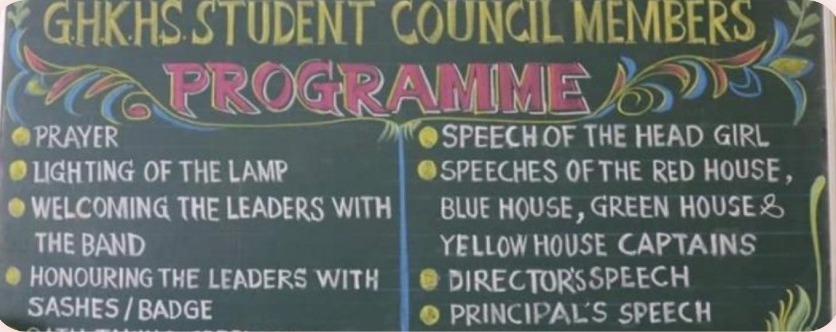 G.H.K.H.S. STUDENT COUNCIL MEMBERS
PROGRAMME
PRAYER
LIGHTING OF THE LAMP
WELCOMING THE LEADERS WITH
THE BAND
HONOURING THE LEADERS WITH
SASHES / BADGE
SPEECH OF THE HEAD GIRL
SPEECHES OF THE RED HOUSE,
BLUE HOUSE, GREEN HOUSE &
YELLOW HOUSE CAPTAINS
DIRECTOR'S SPEECH
PRINCIPAL'S SPEECH